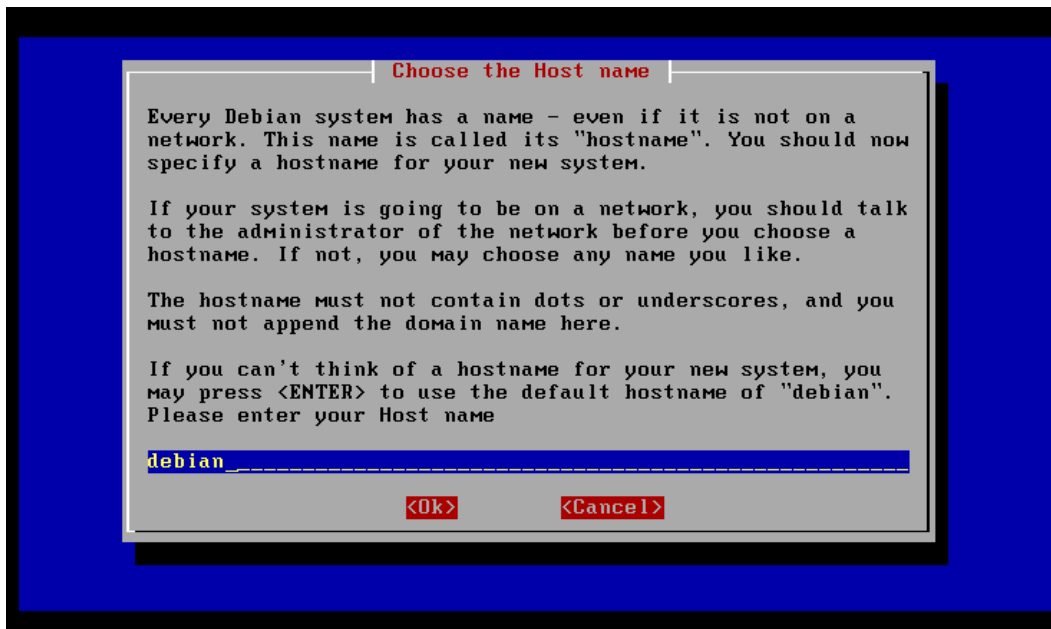 Choose the Host name
Every Debian system has a name - even if it is not on a
network. This name is called its "hostname". You should now
specify a hostname for your new system.
If your system is going to be on a network, you should talk
to the administrator of the network before you choose a
hostname. If not, you may choose any name you like.
The hostname must not contain dots or underscores, and you
must not append the domain name here.
If you can't think of a hostname for your new system, you
may press <ENTER> to use the default hostname of "debian".
Please enter your Host name
debian_____________________________________________________
<Ok> <Cancel>